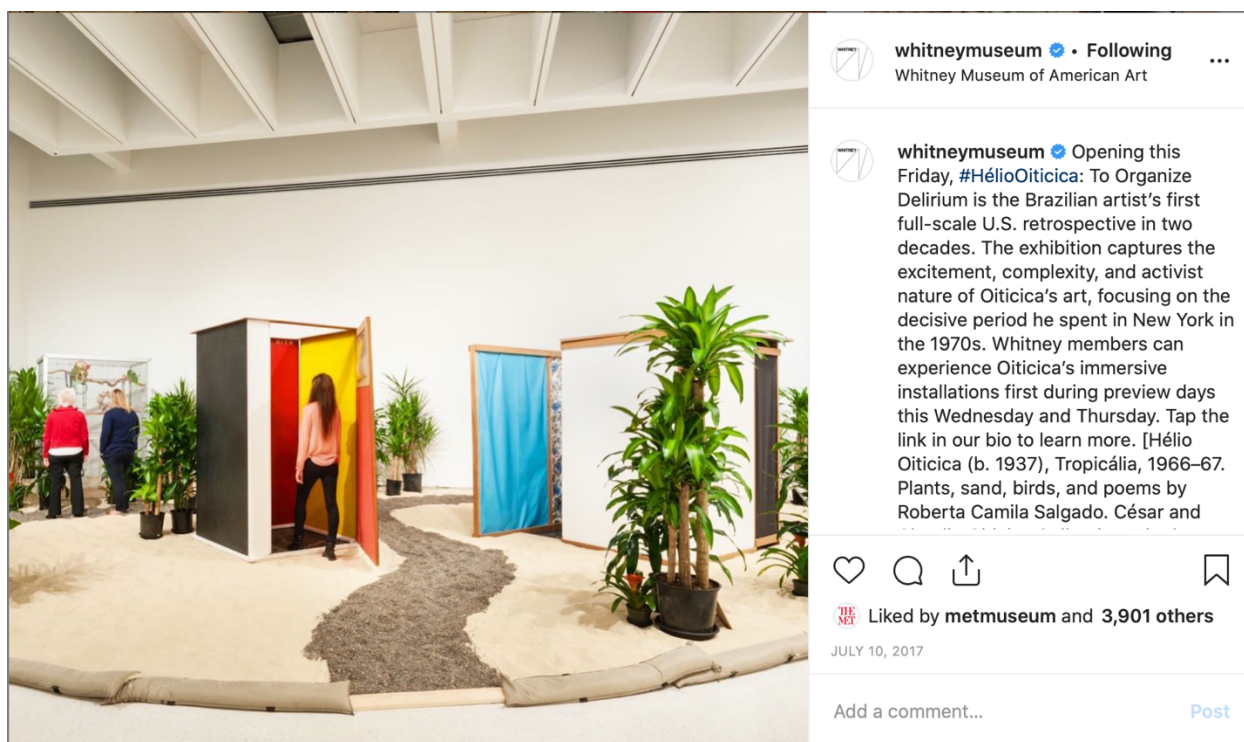 whitneymuseum • Following
Whitney Museum of American Art
WHITNEY
whitneymuseum Opening this
Friday, #HélioOiticica: To Organize
Delirium is the Brazilian artist's first
full-scale U.S. retrospective in two
decades. The exhibition captures the
excitement, complexity, and activist
nature of Oiticica's art, focusing on the
decisive period he spent in New York in
the 1970s. Whitney members can
experience Oiticica's immersive
installations first during preview days
this Wednesday and Thursday. Tap the
link in our bio to learn more. [Hélio
Oiticica (b. 1937), Tropicália, 1966–67.
Plants, sand, birds, and poems by
Roberta Camila Salgado. César and
THE
MET
Liked by metmuseum and 3,901 others
JULY 10, 2017
Add a comment...
Post